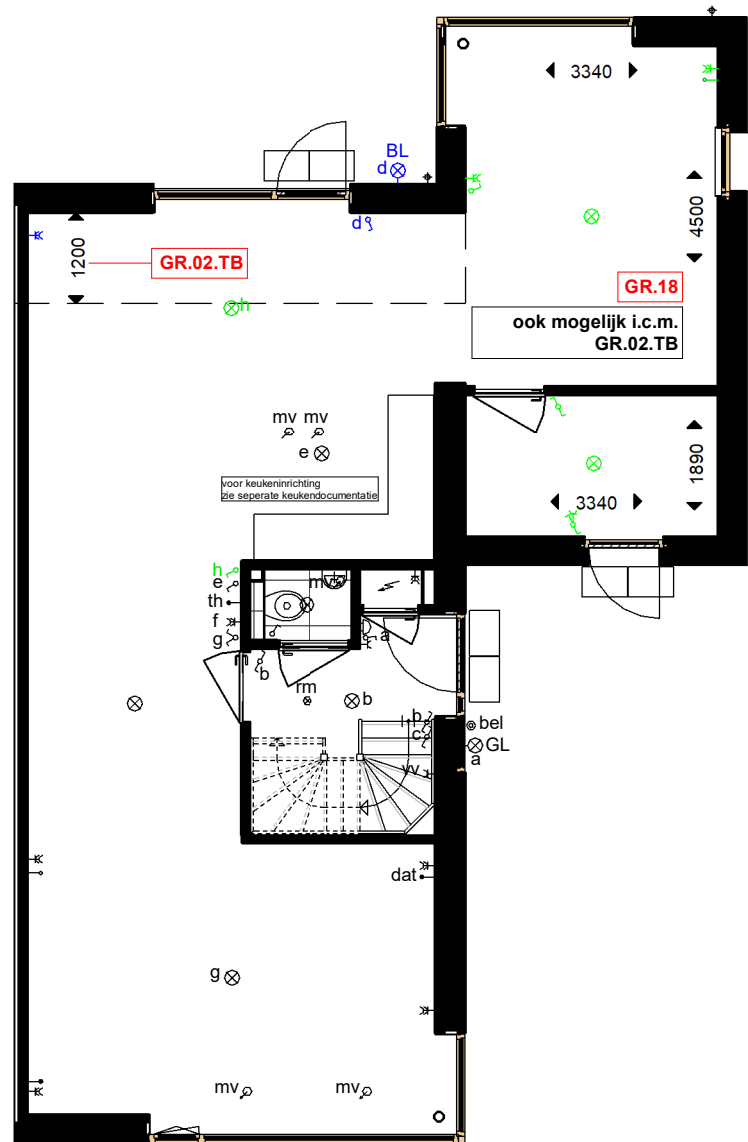 3340
BL
d
d
4500
1200
GR.02.TB
GR.18
h
ook mogelijk i.c.m.
GR.02.TB
mv mv
e
1890
voor keukeninrichting
zie seperate keukendocumentatie
3340
h
e
mv
th
f
g
a
b
rm
b
b
bel
c
GL
a
vv
dat
g
mv
mv